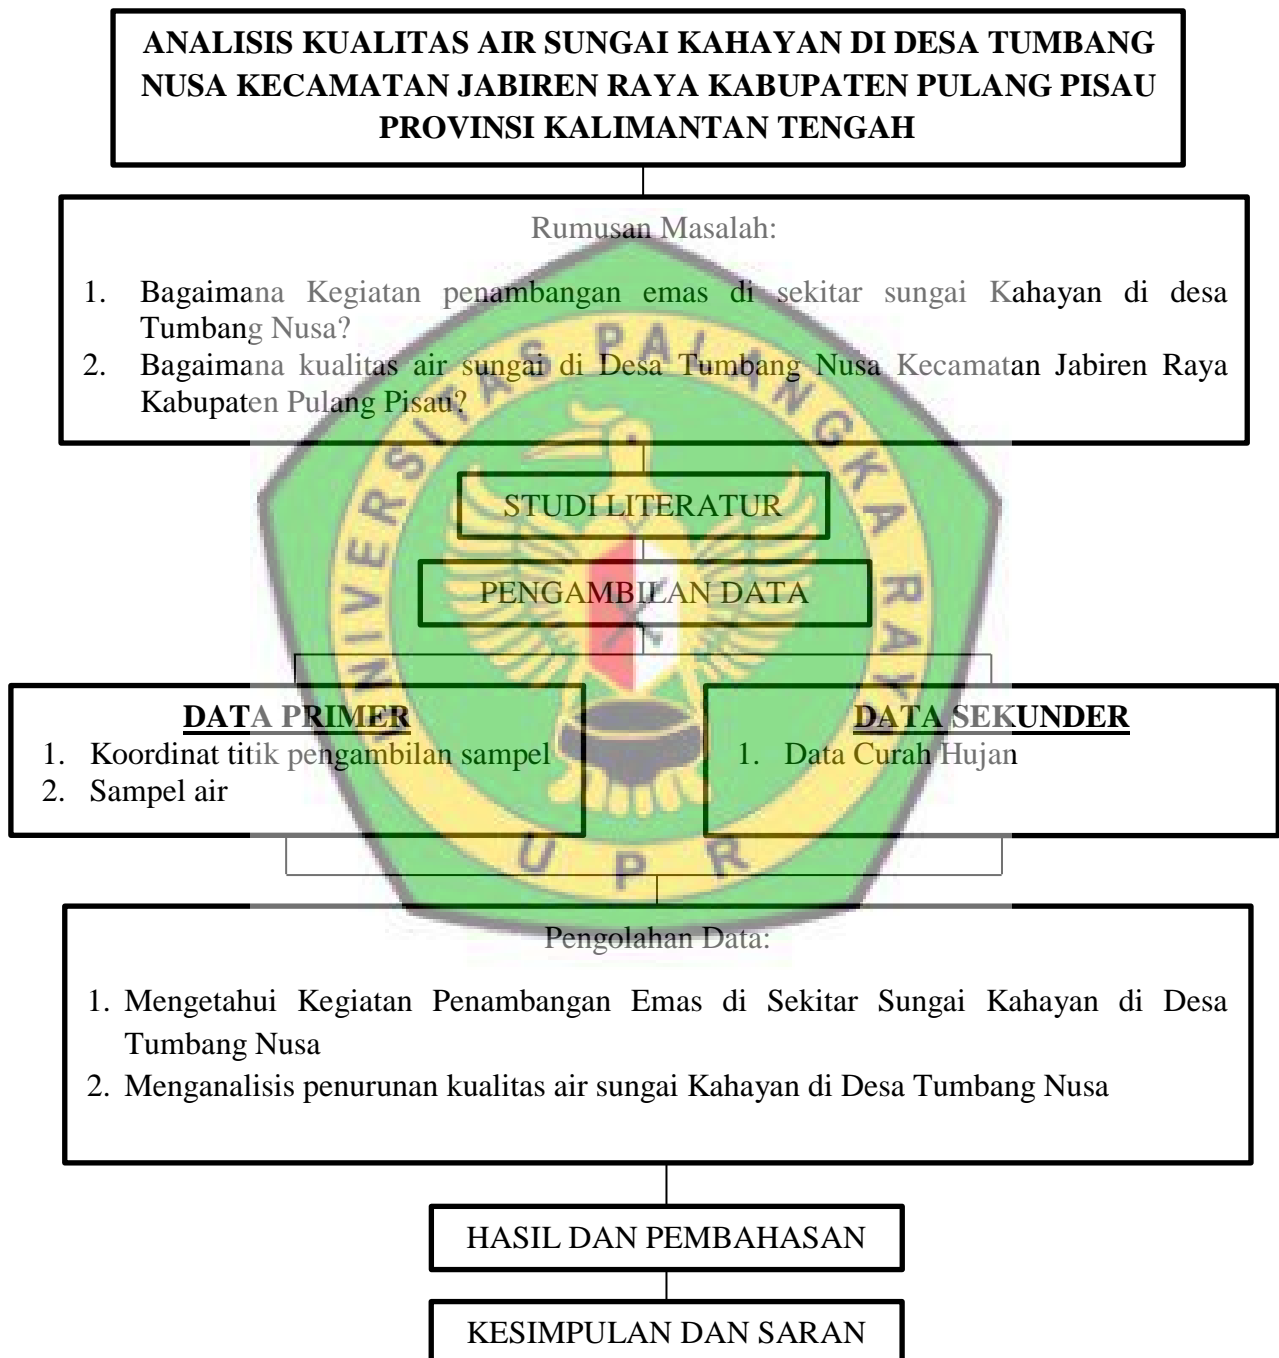 ANALISIS KUALITAS AIR SUNGAI KAHAYAN DI DESA TUMBANG
NUSA KECAMATAN JABIREN RAYA KABUPATEN PULANG PISAU
PROVINSI KALIMANTAN TENGAH
Rumusan Masalah:
1. Bagaimana Kegiatan penambangan emas di sekitar sungai Kahayan di desa
Tumbang Nusa?
2. Bagaimana kualitas air sungai di Desa Tumbang Nusa Kecamatan Jabiren Raya
Kabupaten Pulang Pisau?
UNIVERSITAS PALANGKA RAYA
STUDI LITERATUR
PENGAMBILAN DATA
DATA PRIMER
1. Koordinat titik pengambilan sampel
2. Sampel air
DATA SEKUNDER
1. Data Curah Hujan
U P R
Pengolahan Data:
1. Mengetahui Kegiatan Penambangan Emas di Sekitar Sungai Kahayan di Desa
Tumbang Nusa
2. Menganalisis penurunan kualitas air sungai Kahayan di Desa Tumbang Nusa
HASIL DAN PEMBAHASAN
KESIMPULAN DAN SARAN